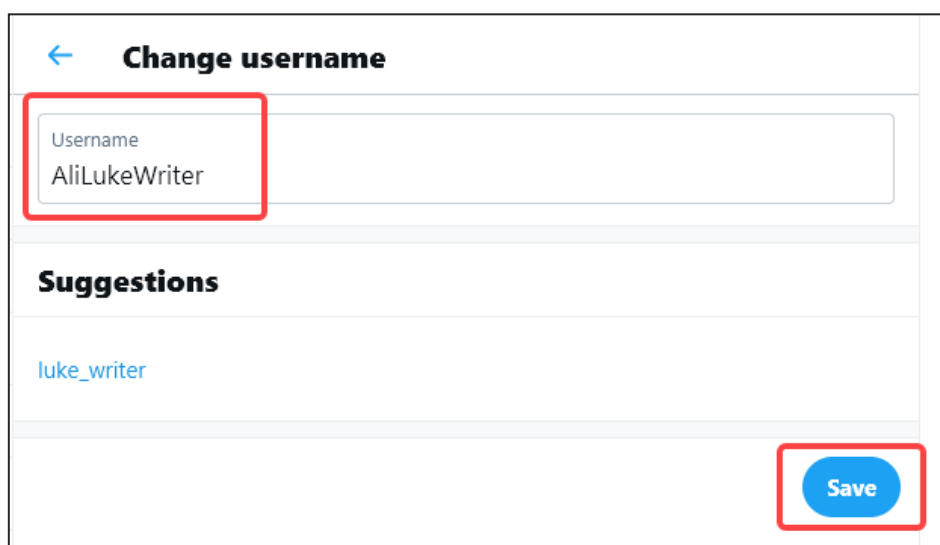 Change username
Username
AliLukeWriter
Suggestions
luke_writer
Save